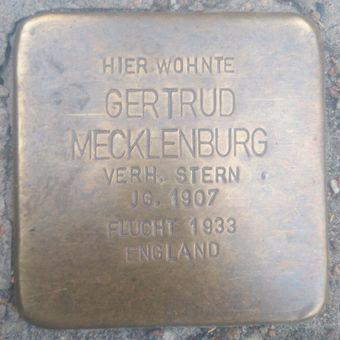 HIER WOHNTE
GERTRUD
MECKLENBURG
VERH. STERN
JG. 1907
FLUCHT 1933
ENGLAND